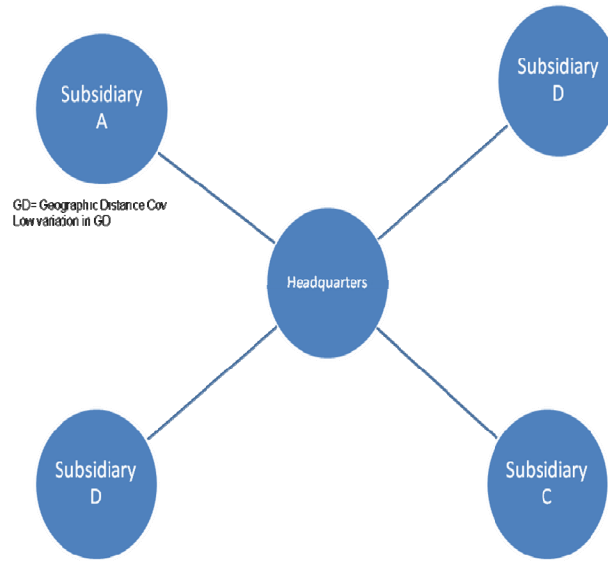 Subsidiary
A
Subsidiary
D
GD= Geographic Distance Cov
Low variation in GD
Headquarters
Subsidiary
D
Subsidiary
C